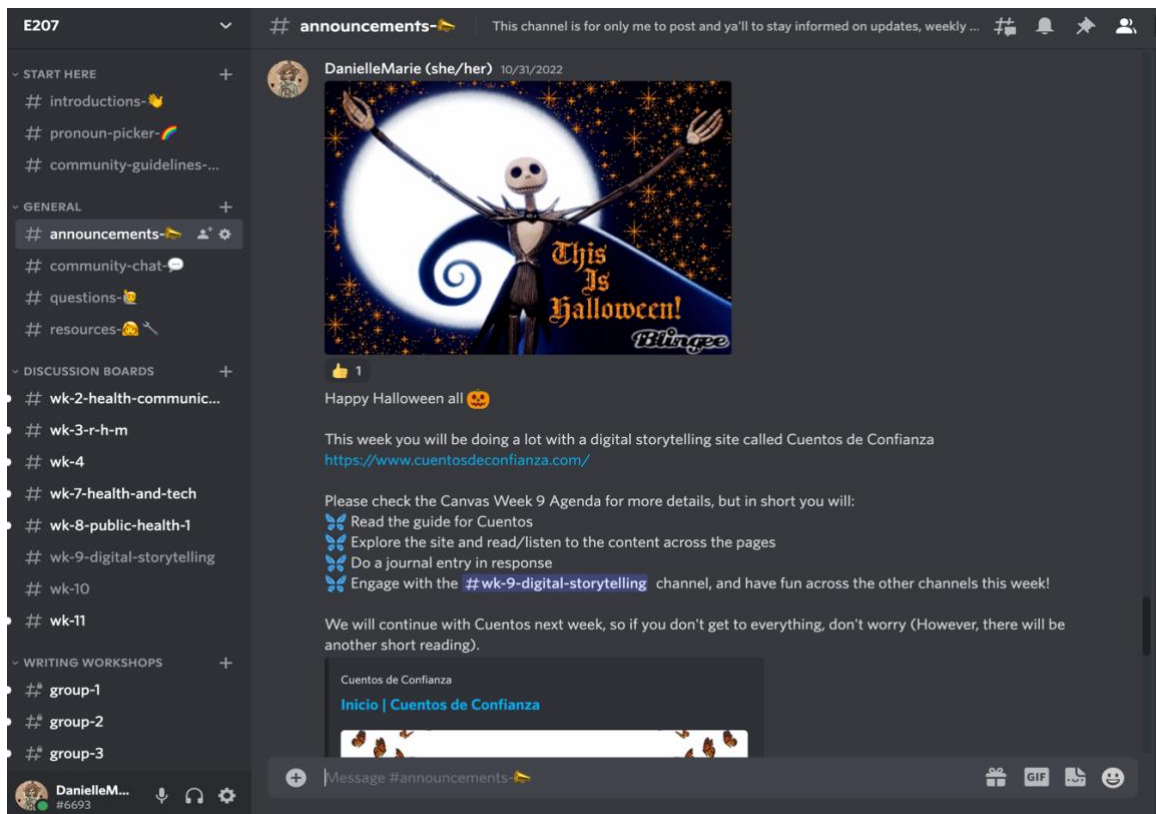 E207
START HERE
# introductions-👋
# pronoun-picker-🌈
# community-guidelines-...
GENERAL
# announcements-📣
# community-chat-💬
# questions-🙋
# resources-👩‍🔧
DISCUSSION BOARDS
# wk-2-health-communic...
# wk-3-r-h-m
# wk-4
# wk-7-health-and-tech
# wk-8-public-health-1
# wk-9-digital-storytelling
# wk-10
# wk-11
WRITING WORKSHOPS
# group-1
# group-2
# group-3
DanielleM...
#6693
# announcements-📣 This channel is for only me to post and ya'll to stay informed on updates, weekly ...
DanielleMarie (she/her) 10/31/2022
This
Is
Halloween!
Blingee
👍 1
Happy Halloween all 🎃
This week you will be doing a lot with a digital storytelling site called Cuentos de Confianza
https://www.cuentosdeconfianza.com/
Please check the Canvas Week 9 Agenda for more details, but in short you will:
🦋 Read the guide for Cuentos
🦋 Explore the site and read/listen to the content across the pages
🦋 Do a journal entry in response
🦋 Engage with the # wk-9-digital-storytelling channel, and have fun across the other channels this week!
We will continue with Cuentos next week, so if you don't get to everything, don't worry (However, there will be
another short reading).
Cuentos de Confianza
Inicio | Cuentos de Confianza
Message #announcements-📣
GIF